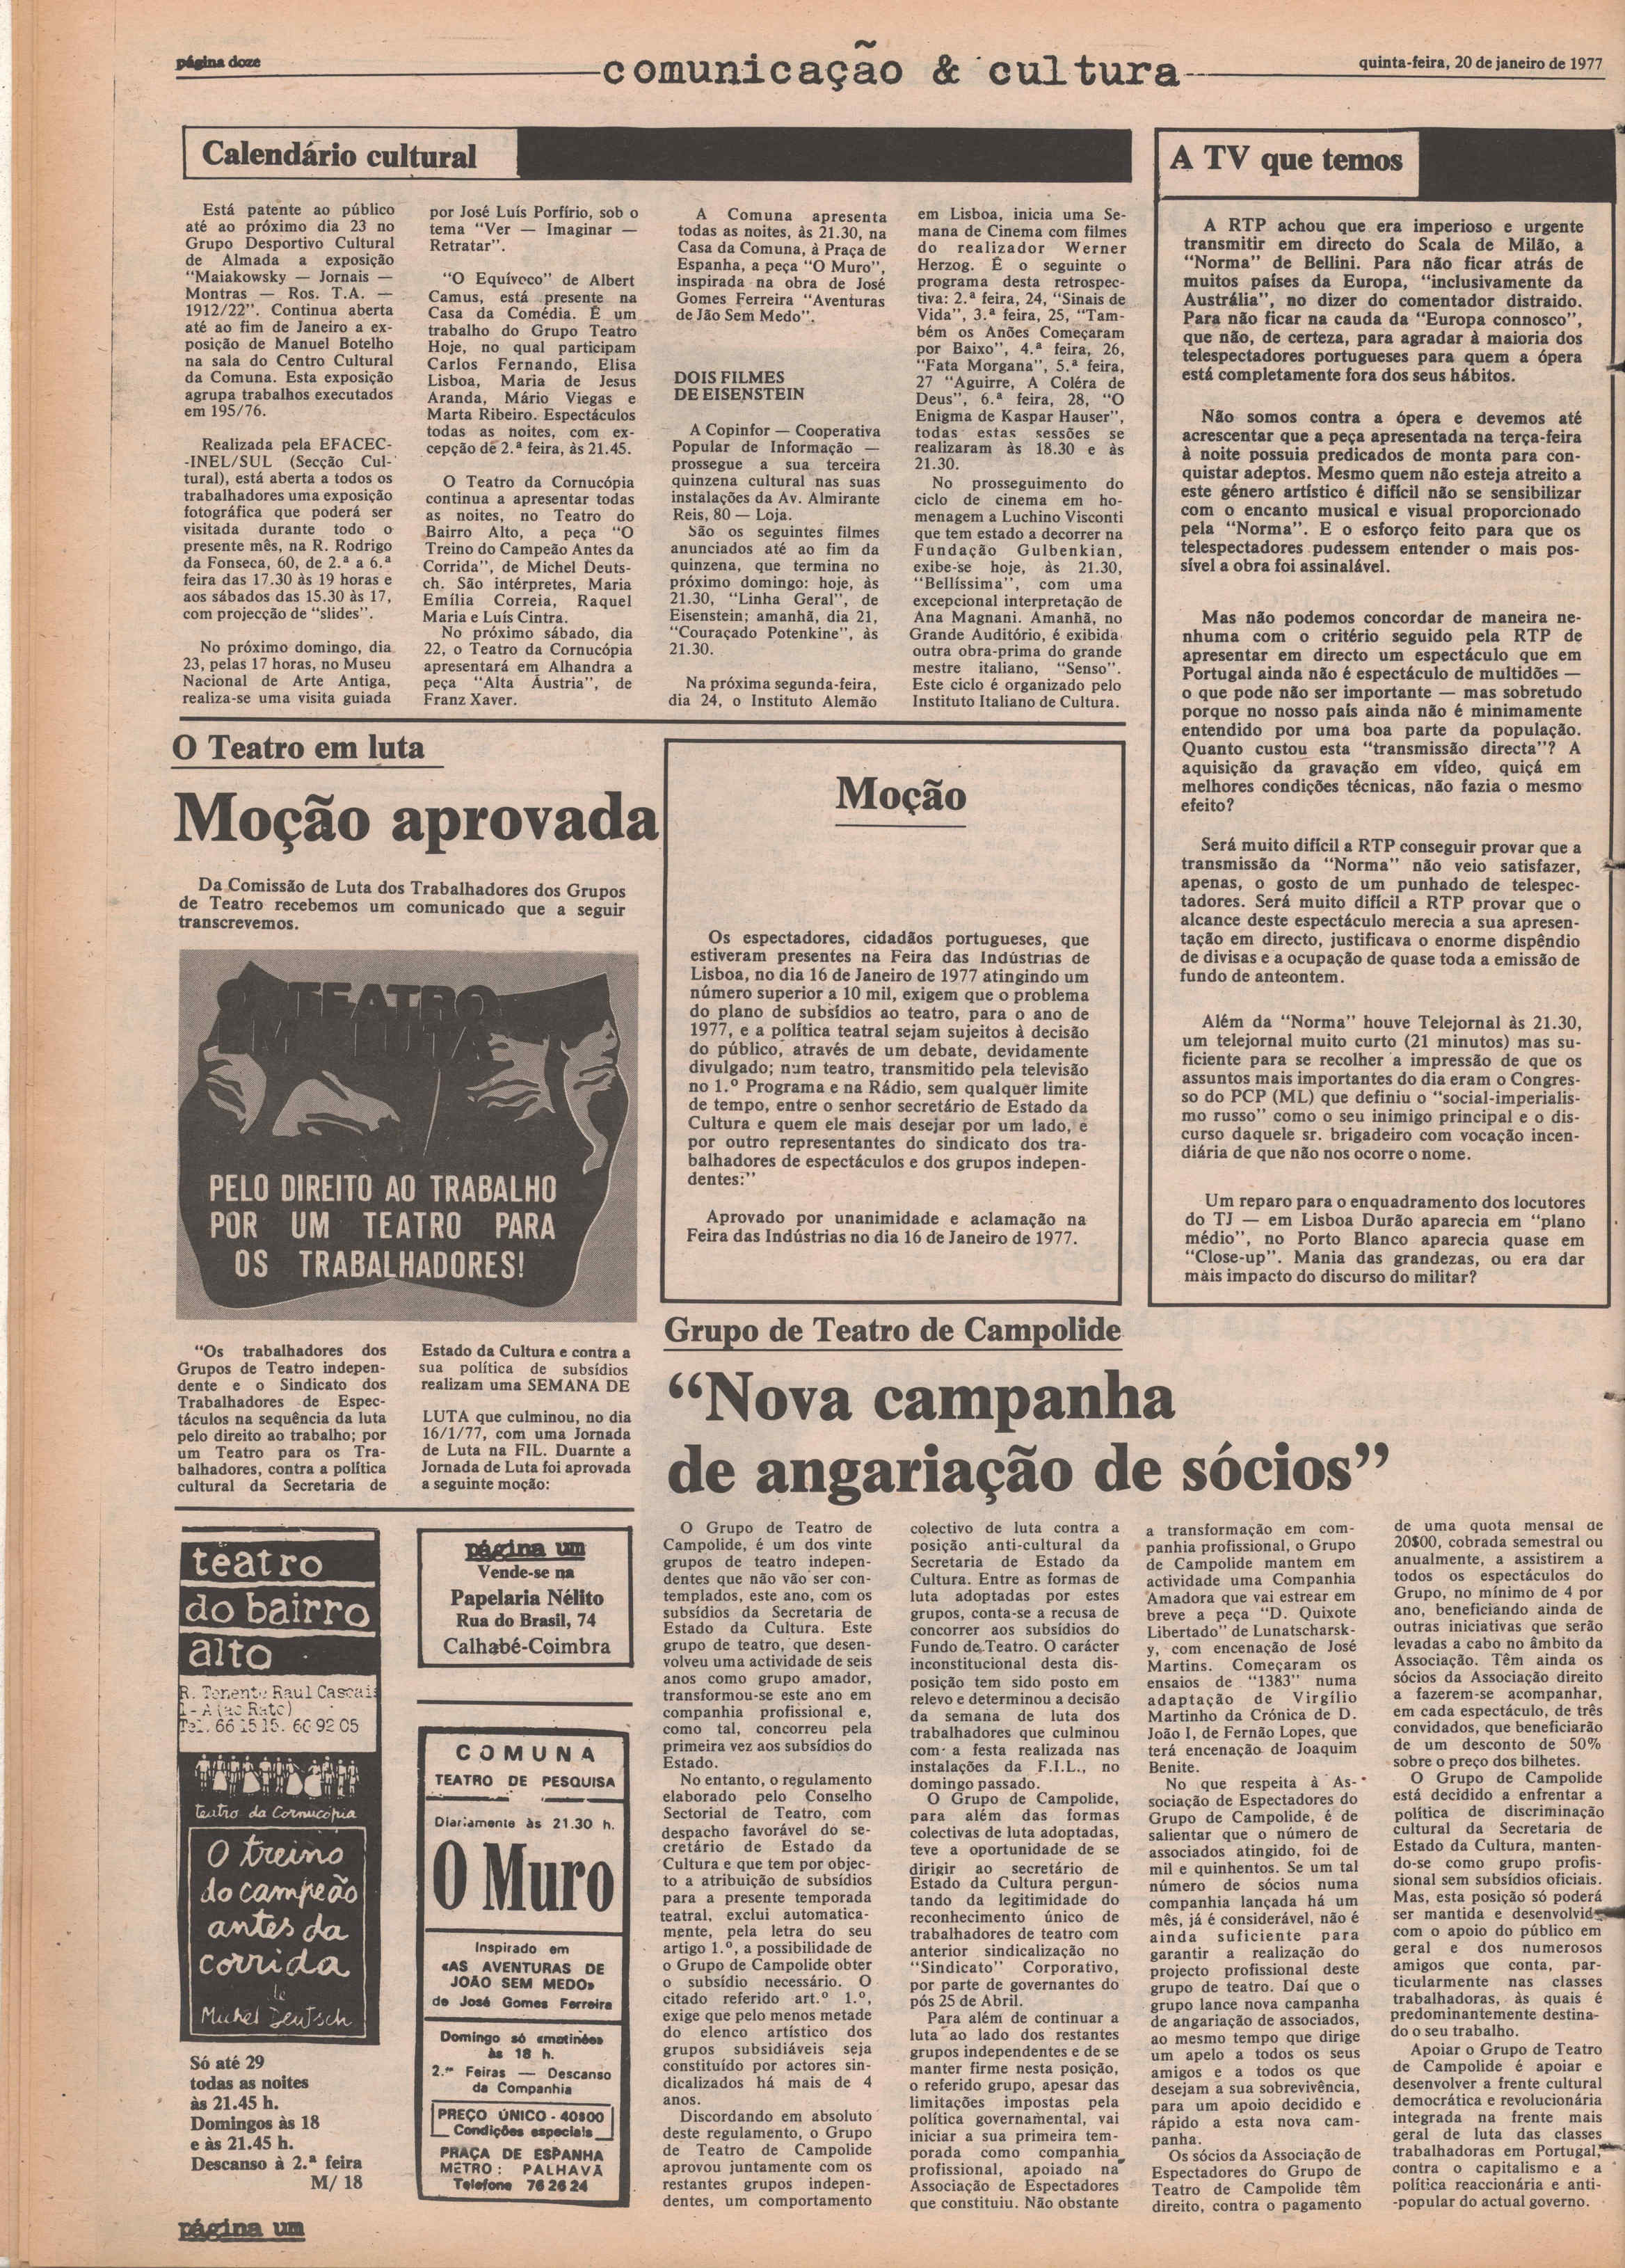 página doze
comunicação & cultura
quinta-feira, 20 de janeiro de 1977
Calendário cultural
Está patente ao público
até ao próximo dia 23 no
Grupo Desportivo Cultural
de Almada a exposição
"Maiakowsky — Jornais —
Montras — Ros. T.A. —
1912/22". Continua aberta
até ao fim de Janeiro a ex-
posição de Manuel Botelho
na sala do Centro Cultural
da Comuna. Esta exposição
agrupa trabalhos executados
em 195/76.
Realizada pela EFACEC-
-INEL/SUL (Secção Cul-
tural), está aberta a todos os
trabalhadores uma exposição
fotográfica que poderá ser
visitada durante todo o
presente mês, na R. Rodrigo
da Fonseca, 60, de 2.ª a 6.ª
feira das 17.30 às 19 horas e
aos sábados das 15.30 às 17,
com projecção de "slides".
No próximo domingo, dia
23, pelas 17 horas, no Museu
Nacional de Arte Antiga,
realiza-se uma visita guiada
por José Luís Porfírio, sob o
tema "Ver — Imaginar —
Retratar".
"O Equívoco" de Albert
Camus, está presente na
Casa da Comédia. É um
trabalho do Grupo Teatro
Hoje, no qual participam
Carlos Fernando, Elisa
Lisboa, Maria de Jesus
Aranda, Mário Viegas e
Marta Ribeiro. Espectáculos
todas as noites, com ex-
cepção de 2.ª feira, às 21.45.
O Teatro da Cornucópia
continua a apresentar todas
as noites, no Teatro do
Bairro Alto, a peça "O
Treino do Campeão Antes da
Corrida", de Michel Deuts-
ch. São intérpretes, Maria
Emília Correia, Raquel
Maria e Luís Cintra.
No próximo sábado, dia
22, o Teatro da Cornucópia
apresentará em Alhandra a
peça "Alta Áustria", de
Franz Xaver.
A Comuna apresenta
todas as noites, às 21.30, na
Casa da Comuna, à Praça de
Espanha, a peça "O Muro",
inspirada na obra de José
Gomes Ferreira "Aventuras
de Jão Sem Medo".
DOIS FILMES
DE EISENSTEIN
A Copinfor — Cooperativa
Popular de Informação —
prossegue a sua terceira
quinzena cultural nas suas
instalações da Av. Almirante
Reis, 80 — Loja.
São os seguintes filmes
anunciados até ao fim da
quinzena, que termina no
próximo domingo: hoje, às
21.30, "Linha Geral", de
Eisenstein; amanhã, dia 21,
"Couraçado Potenkine", às
21.30.
Na próxima segunda-feira,
dia 24, o Instituto Alemão
em Lisboa, inicia uma Se-
mana de Cinema com filmes
do realizador Werner
Herzog. É o seguinte o
programa desta retrospec-
tiva: 2.ª feira, 24, "Sinais de
Vida", 3.ª feira, 25, "Tam-
bém os Anões Começaram
por Baixo", 4.ª feira, 26,
"Fata Morgana", 5.ª feira,
27 "Aguirre, A Coléra de
Deus", 6.ª feira, 28, "O
Enigma de Kaspar Hauser",
todas estas sessões se
realizaram às 18.30 e às
21.30.
No prosseguimento do
ciclo de cinema em ho-
menagem a Luchino Visconti
que tem estado a decorrer na
Fundação Gulbenkian,
exibe-se hoje, às 21.30,
"Bellíssima", com uma
excepcional interpretação de
Ana Magnani. Amanhã, no
Grande Auditório, é exibida
outra obra-prima do grande
mestre italiano, "Senso".
Este ciclo é organizado pelo
Instituto Italiano de Cultura.
A TV que temos
A RTP achou que era imperioso e urgente
transmitir em directo do Scala de Milão, a
"Norma" de Bellini. Para não ficar atrás de
muitos países da Europa, "inclusivamente da
Austrália", no dizer do comentador distraido.
Para não ficar na cauda da "Europa connosco",
que não, de certeza, para agradar à maioria dos
telespectadores portugueses para quem a ópera
está completamente fora dos seus hábitos.
Não somos contra a ópera e devemos até
acrescentar que a peça apresentada na terça-feira
à noite possuia predicados de monta para con-
quistar adeptos. Mesmo quem não esteja atreito a
este género artístico é difícil não se sensibilizar
com o encanto musical e visual proporcionado
pela "Norma". E o esforço feito para que os
telespectadores pudessem entender o mais pos-
sível a obra foi assinalável.
Mas não podemos concordar de maneira ne-
nhuma com o critério seguido pela RTP de
apresentar em directo um espectáculo que em
Portugal ainda não é espectáculo de multidões —
o que pode não ser importante — mas sobretudo
porque no nosso país ainda não é minimamente
entendido por uma boa parte da população.
Quanto custou esta "transmissão directa"? A
aquisição da gravação em vídeo, quiçá em
melhores condições técnicas, não fazia o mesmo
efeito?
Será muito difícil a RTP conseguir provar que a
transmissão da "Norma" não veio satisfazer,
apenas, o gosto de um punhado de telespec-
tadores. Será muito difícil a RTP provar que o
alcance deste espectáculo merecia a sua apresen-
tação em directo, justificava o enorme dispêndio
de divisas e a ocupação de quase toda a emissão de
fundo de anteontem.
Além da "Norma" houve Telejornal às 21.30,
um telejornal muito curto (21 minutos) mas su-
ficiente para se recolher a impressão de que os
assuntos mais importantes do dia eram o Congres-
so do PCP (ML) que definiu o "social-imperialis-
mo russo" como o seu inimigo principal e o dis-
curso daquele sr. brigadeiro com vocação incen-
diária de que não nos ocorre o nome.
Um reparo para o enquadramento dos locutores
do TJ — em Lisboa Durão aparecia em "plano
médio", no Porto Blanco aparecia quase em
"Close-up". Mania das grandezas, ou era dar
mais impacto do discurso do militar?
O Teatro em luta
Moção aprovada
Da Comissão de Luta dos Trabalhadores dos Grupos
de Teatro recebemos um comunicado que a seguir
transcrevemos.
O TEATRO
EM LUTA
PELO DIREITO AO TRABALHO
POR UM TEATRO PARA
OS TRABALHADORES!
"Os trabalhadores dos
Grupos de Teatro indepen-
dente e o Sindicato dos
Trabalhadores de Espec-
táculos na sequência da luta
pelo direito ao trabalho; por
um Teatro para os Tra-
balhadores, contra a política
cultural da Secretaria de
Estado da Cultura e contra a
sua política de subsídios
realizam uma SEMANA DE
LUTA que culminou, no dia
16/1/77, com uma Jornada
de Luta na FIL. Duarnte a
Jornada de Luta foi aprovada
a seguinte moção:
Moção
Os espectadores, cidadãos portugueses, que
estiveram presentes na Feira das Indústrias de
Lisboa, no dia 16 de Janeiro de 1977 atingindo um
número superior a 10 mil, exigem que o problema
do plano de subsídios ao teatro, para o ano de
1977, e a política teatral sejam sujeitos à decisão
do público, através de um debate, devidamente
divulgado; num teatro, transmitido pela televisão
no 1.º Programa e na Rádio, sem qualquer limite
de tempo, entre o senhor secretário de Estado da
Cultura e quem ele mais desejar por um lado, e
por outro representantes do sindicato dos tra-
balhadores de espectáculos e dos grupos indepen-
dentes:"
Aprovado por unanimidade e aclamação na
Feira das Indústrias no dia 16 de Janeiro de 1977.
Grupo de Teatro de Campolide
"Nova campanha
de angariação de sócios"
O Grupo de Teatro de
Campolide, é um dos vinte
grupos de teatro indepen-
dentes que não vão ser con-
templados, este ano, com os
subsídios da Secretaria de
Estado da Cultura. Este
grupo de teatro, que desen-
volveu uma actividade de seis
anos como grupo amador,
transformou-se este ano em
companhia profissional e,
como tal, concorreu pela
primeira vez aos subsídios do
Estado.
No entanto, o regulamento
elaborado pelo Conselho
Sectorial de Teatro, com
despacho favorável do se-
cretário de Estado da
Cultura e que tem por objec-
to a atribuição de subsídios
para a presente temporada
teatral, exclui automatica-
mente, pela letra do seu
artigo 1.º, a possibilidade de
o Grupo de Campolide obter
o subsídio necessário. O
citado referido art.º 1.º,
exige que pelo menos metade
do elenco artístico dos
grupos subsidiáveis seja
constituído por actores sin-
dicalizados há mais de 4
anos.
Discordando em absoluto
deste regulamento, o Grupo
de Teatro de Campolide
aprovou juntamente com os
restantes grupos indepen-
dentes, um comportamento
colectivo de luta contra a
posição anti-cultural da
Secretaria de Estado da
Cultura. Entre as formas de
luta adoptadas por estes
grupos, conta-se a recusa de
concorrer aos subsídios do
Fundo de Teatro. O carácter
inconstitucional desta dis-
posição tem sido posto em
relevo e determinou a decisão
da semana de luta dos
trabalhadores que culminou
com a festa realizada nas
instalações da F.I.L., no
domingo passado.
O Grupo de Campolide,
para além das formas
colectivas de luta adoptadas,
teve a oportunidade de se
dirigir ao secretário de
Estado da Cultura pergun-
tando da legitimidade do
reconhecimento único de
trabalhadores de teatro com
anterior sindicalização no
"Sindicato" Corporativo,
por parte de governantes do
pós 25 de Abril.
Para além de continuar a
luta ao lado dos restantes
grupos independentes e de se
manter firme nesta posição,
o referido grupo, apesar das
limitações impostas pela
política governamental, vai
iniciar a sua primeira tem-
porada como companhia
profissional, apoiado na
Associação de Espectadores
que constituiu. Não obstante
a transformação em com-
panhia profissional, o Grupo
de Campolide mantem em
actividade uma Companhia
Amadora que vai estrear em
breve a peça "D. Quixote
Libertado" de Lunatscharsk-
y, com encenação de José
Martins. Começaram os
ensaios de "1383" numa
adaptação de Virgílio
Martinho da Crónica de D.
João I, de Fernão Lopes, que
terá encenação de Joaquim
Benite.
No que respeita à As-
sociação de Espectadores do
Grupo de Campolide, é de
salientar que o número de
associados atingido, foi de
mil e quinhentos. Se um tal
número de sócios numa
companhia lançada há um
mês, já é considerável, não é
ainda suficiente para
garantir a realização do
projecto profissional deste
grupo de teatro. Daí que o
grupo lance nova campanha
de angariação de associados,
ao mesmo tempo que dirige
um apelo a todos os seus
amigos e a todos os que
desejam a sua sobrevivência,
para um apoio decidido e
rápido a esta nova cam-
panha.
Os sócios da Associação de
Espectadores do Grupo de
Teatro de Campolide têm
direito, contra o pagamento
de uma quota mensal de
20$00, cobrada semestral ou
anualmente, a assistirem a
todos os espectáculos do
Grupo, no mínimo de 4 por
ano, beneficiando ainda de
outras iniciativas que serão
levadas a cabo no âmbito da
Associação. Têm ainda os
sócios da Associação direito
a fazerem-se acompanhar,
em cada espectáculo, de três
convidados, que beneficiarão
de um desconto de 50%
sobre o preço dos bilhetes.
O Grupo de Campolide
está decidido a enfrentar a
política de discriminação
cultural da Secretaria de
Estado da Cultura, manten-
do-se como grupo profis-
sional sem subsídios oficiais.
Mas, esta posição só poderá
ser mantida e desenvolvid
com o apoio do público em
geral e dos numerosos
amigos que conta, par-
ticularmente nas classes
trabalhadoras, às quais é
predominantemente destina-
do o seu trabalho.
Apoiar o Grupo de Teatro
de Campolide é apoiar e
desenvolver a frente cultural
democrática e revolucionária
integrada na frente mais
geral de luta das classes
trabalhadoras em Portugal,
contra o capitalismo e a
política reaccionária e anti-
-popular do actual governo.
teatro
do bairro
alto
R. Tenente Raul Cascais
1-A (ao Rato)
Tel. 66 15 15. 66 92 05
teatro da Cornucópia
O treino
do campeão
antes da
corrida
de
Michel Deutsch
Só até 29
todas as noites
às 21.45 h.
Domingos às 18
e às 21.45 h.
Descanso à 2.ª feira
M/ 18
página um
Vende-se na
Papelaria Nélito
Rua do Brasil, 74
Calhabé-Coimbra
COMUNA
TEATRO DE PESQUISA
Diariamente às 21.30 h.
O Muro
Inspirado em
«AS AVENTURAS DE
JOÃO SEM MEDO»
de José Gomes Ferreira
Domingo só «matinée»
às 18 h.
2.as Feiras — Descanso
da Companhia
PREÇO ÚNICO - 40$00
Condições especiais
PRAÇA DE ESPANHA
METRO: PALHAVÃ
Telefone 76 26 24
página um